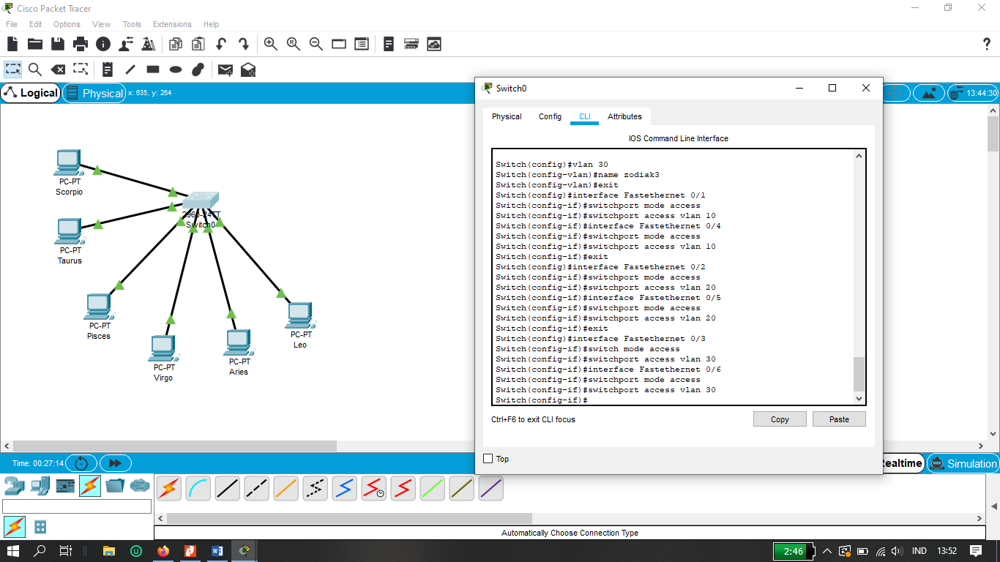 Cisco Packet Tracer
File Edit Options View Tools Extensions Help
Logical
Physical
x: 635, y: 264
13:44:30
PC-PT
Scorpio
2960-24TT
Switch0
PC-PT
Taurus
PC-PT
Pisces
PC-PT
Virgo
PC-PT
Aries
PC-PT
Leo
Switch0
Physical Config CLI Attributes
IOS Command Line Interface
Switch(config)#vlan 30
Switch(config-vlan)#name zodiak3
Switch(config-vlan)#exit
Switch(config)#interface Fastethernet 0/1
Switch(config-if)#switchport mode access
Switch(config-if)#switchport access vlan 10
Switch(config-if)#interface Fastethernet 0/4
Switch(config-if)#switchport mode access
Switch(config-if)#switchport access vlan 10
Switch(config-if)#exit
Switch(config)#interface Fastethernet 0/2
Switch(config-if)#switchport mode access
Switch(config-if)#switchport access vlan 20
Switch(config-if)#interface Fastethernet 0/5
Switch(config-if)#switchport mode access
Switch(config-if)#switchport access vlan 20
Switch(config-if)#exit
Switch(config)#interface Fastethernet 0/3
Switch(config-if)#switch mode access
Switch(config-if)#switchport access vlan 30
Switch(config-if)#interface Fastethernet 0/6
Switch(config-if)#switchport mode access
Switch(config-if)#switchport access vlan 30
Switch(config-if)#
Ctrl+F6 to exit CLI focus
Copy
Paste
Top
Time: 00:27:14
Realtime
Simulation
Automatically Choose Connection Type
2:46
IND
13:52